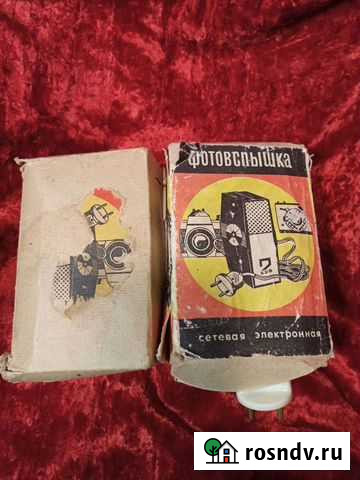 фотовспышка
сетевая электронная
rosndv.ru